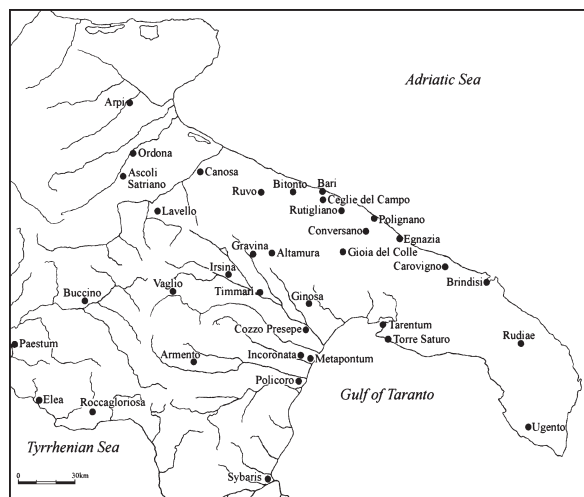 Adriatic Sea
Arpi
Ordona
Ascoli
Satriano
Canosa
Ruvo
Bitonto
Bari
Ceglie del Campo
Rutigliano
Lavello
Polignano
Conversano
Egnazia
Gravina
Altamura
Gioia del Colle
Carovigno
Irsina
Brindisi
Vaglio
Timmari
Buccino
Ginosa
Tarentum
Cozzo Presepe
Torre Saturo
Rudiae
Paestum
Armento
Incoronata
Metapontum
Policoro
Gulf of Taranto
Elea
Roccagloriosa
Ugento
Tyrrhenian Sea
Sybaris
0 30km